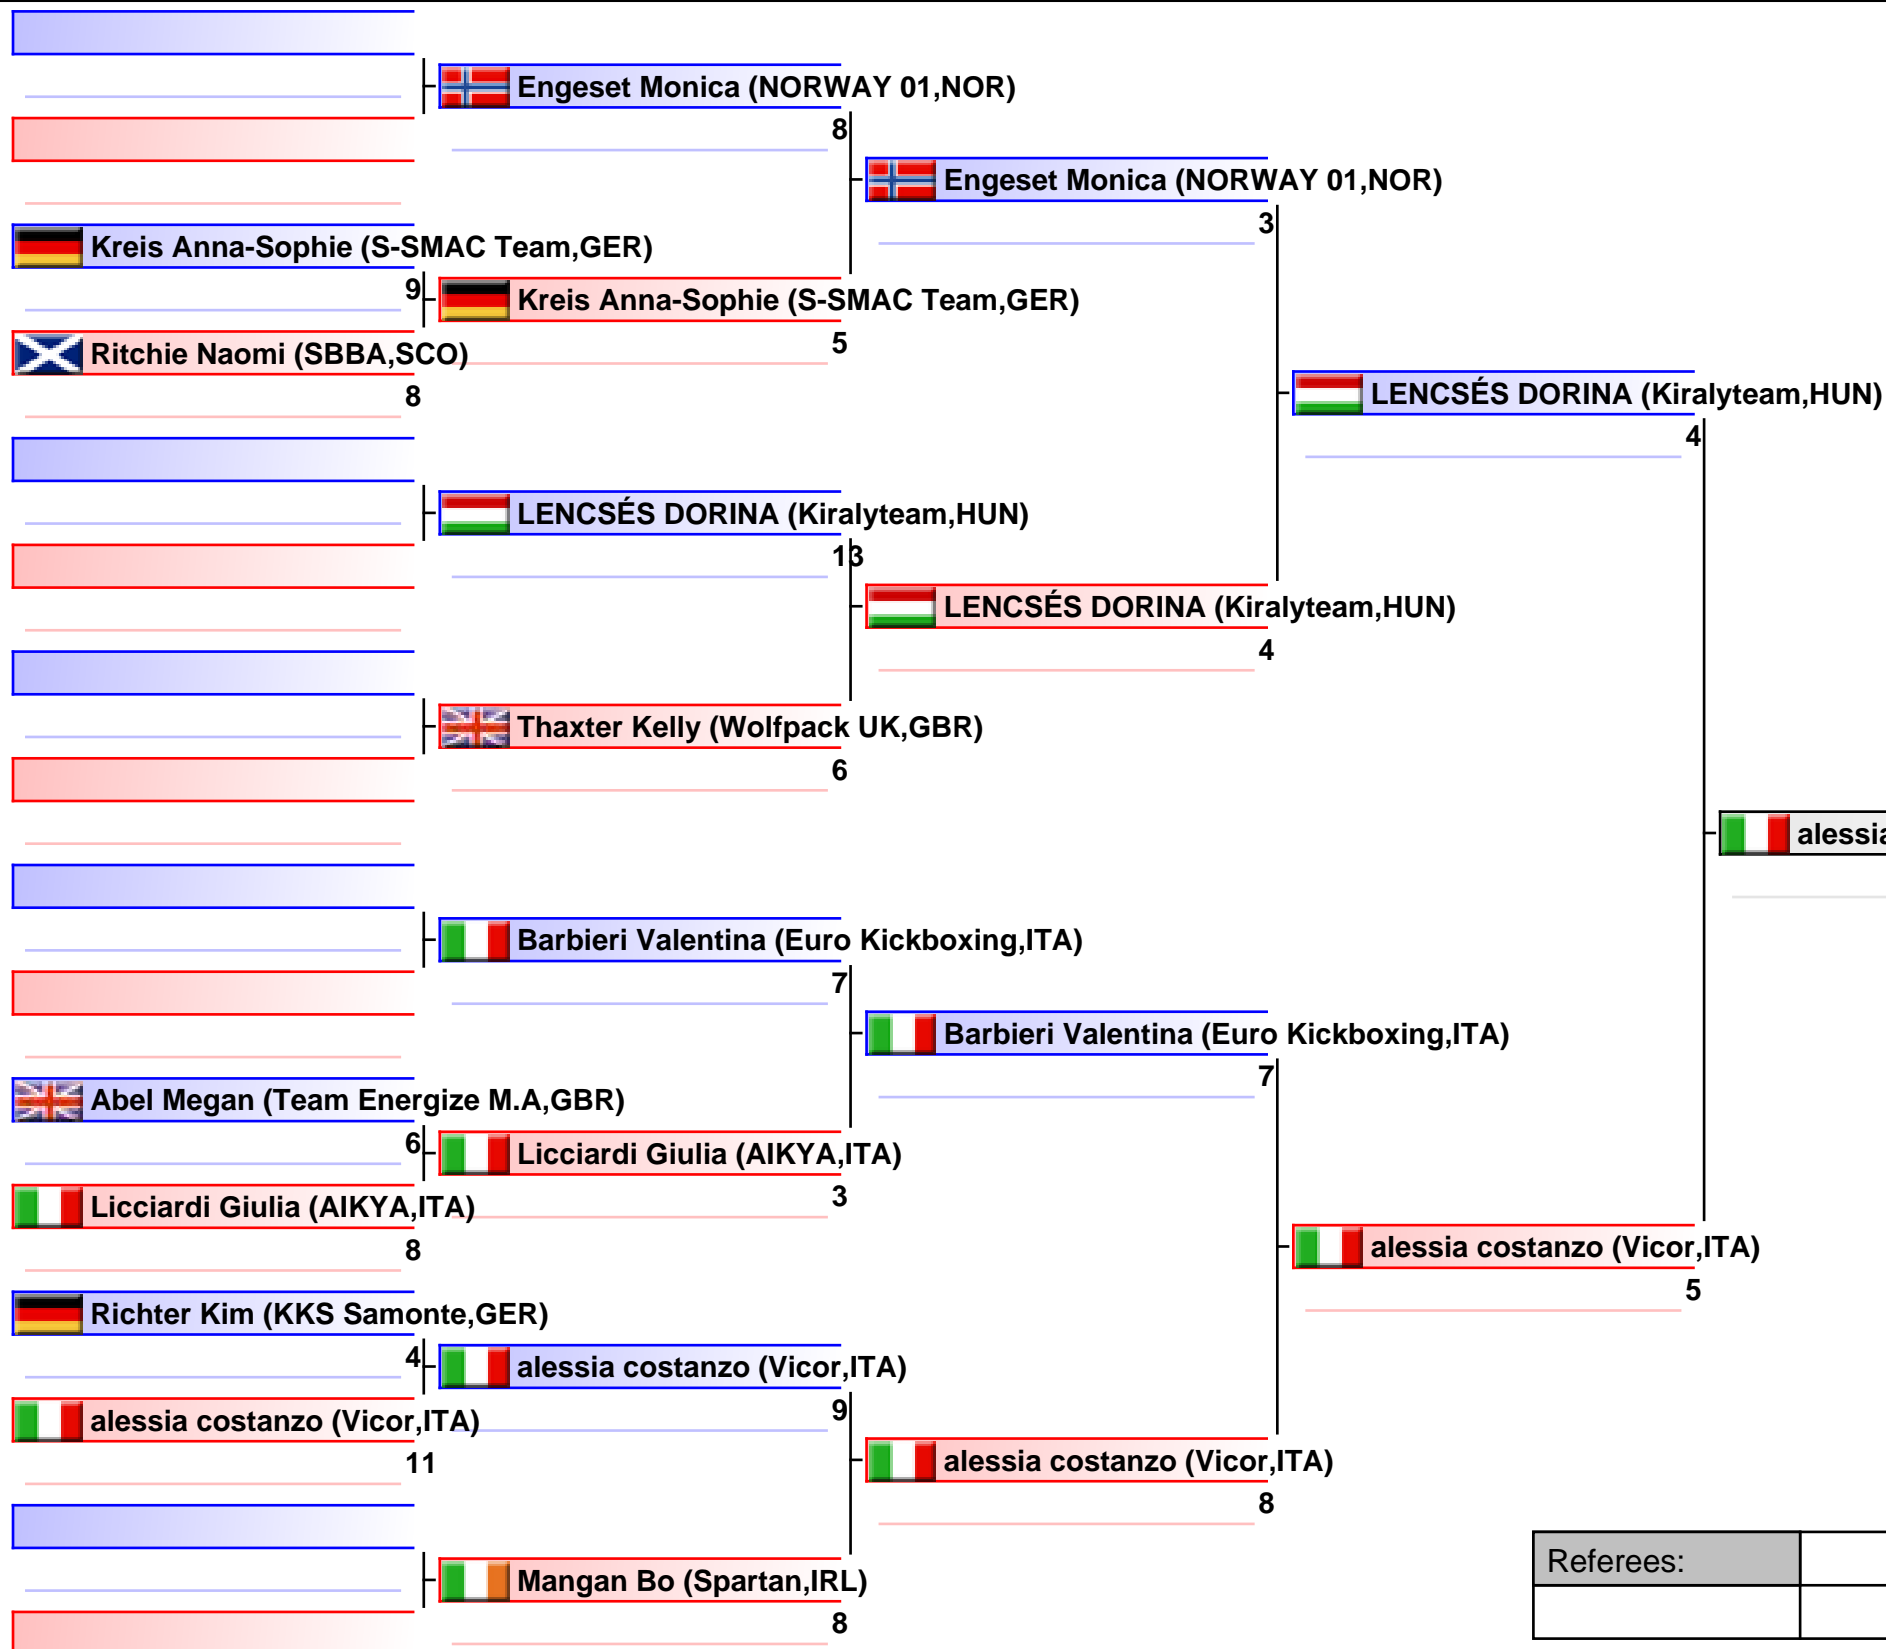 Engeset Monica (NORWAY 01,NOR)
8
Engeset Monica (NORWAY 01,NOR)
3
Kreis Anna-Sophie (S-SMAC Team,GER)
9
Kreis Anna-Sophie (S-SMAC Team,GER)
5
Ritchie Naomi (SBBA,SCO)
8
LENCSÉS DORINA (Kiralyteam,HUN)
4
LENCSÉS DORINA (Kiralyteam,HUN)
13
LENCSÉS DORINA (Kiralyteam,HUN)
4
Thaxter Kelly (Wolfpack UK,GBR)
6
alessia
Barbieri Valentina (Euro Kickboxing,ITA)
7
Barbieri Valentina (Euro Kickboxing,ITA)
7
Abel Megan (Team Energize M.A,GBR)
6
Licciardi Giulia (AIKYA,ITA)
3
Licciardi Giulia (AIKYA,ITA)
8
alessia costanzo (Vicor,ITA)
5
Richter Kim (KKS Samonte,GER)
4
alessia costanzo (Vicor,ITA)
9
alessia costanzo (Vicor,ITA)
11
alessia costanzo (Vicor,ITA)
8
Mangan Bo (Spartan,IRL)
8
Referees: